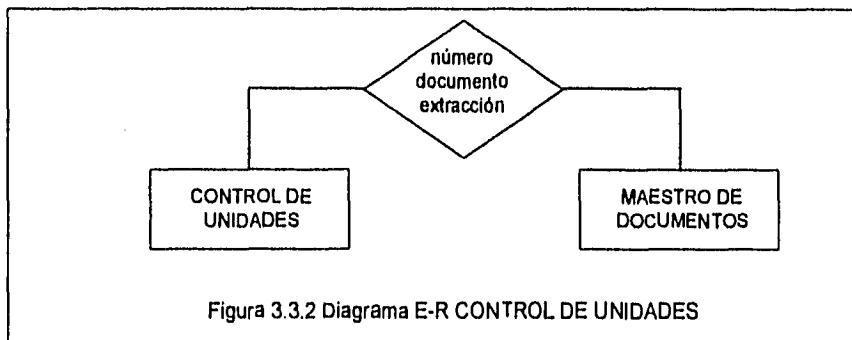 número
documento
extracción
CONTROL DE
UNIDADES
MAESTRO DE
DOCUMENTOS
Figura 3.3.2 Diagrama E-R CONTROL DE UNIDADES